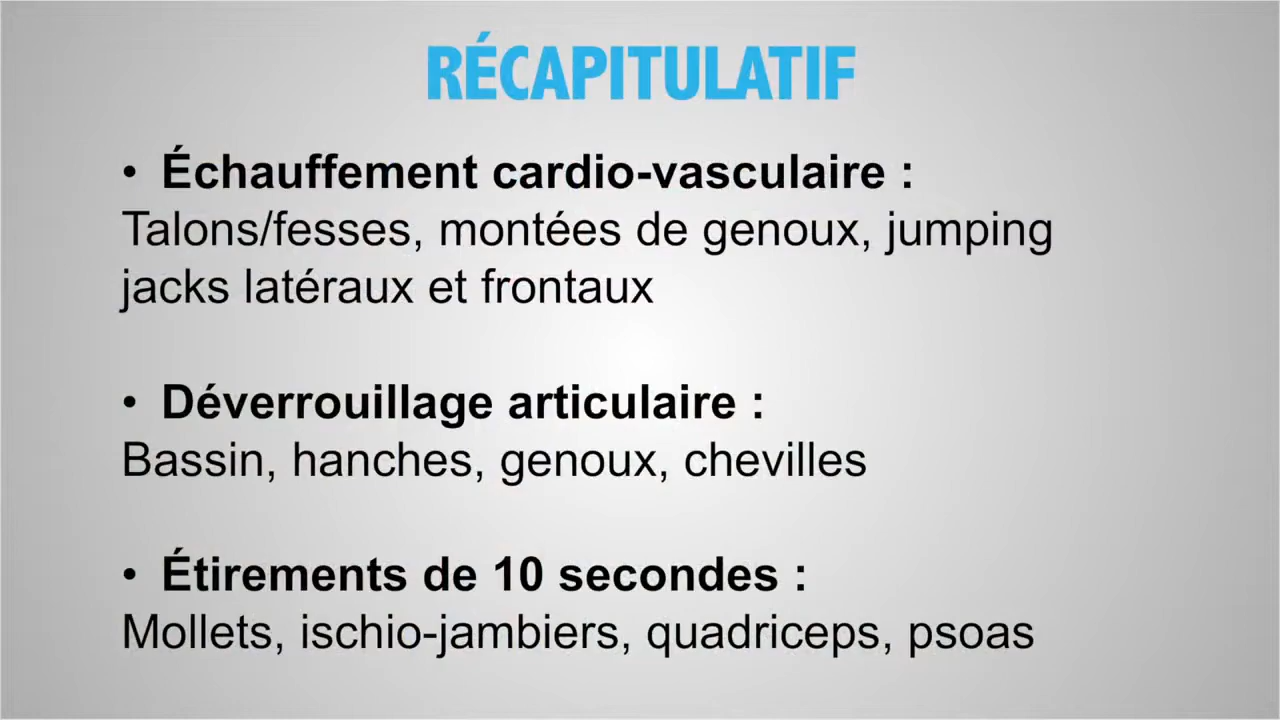 RÉCAPITULATIF
• Échauffement cardio-vasculaire :
Talons/fesses, montées de genoux, jumping
jacks latéraux et frontaux
• Déverrouillage articulaire :
Bassin, hanches, genoux, chevilles
• Étirements de 10 secondes :
Mollets, ischio-jambiers, quadriceps, psoas